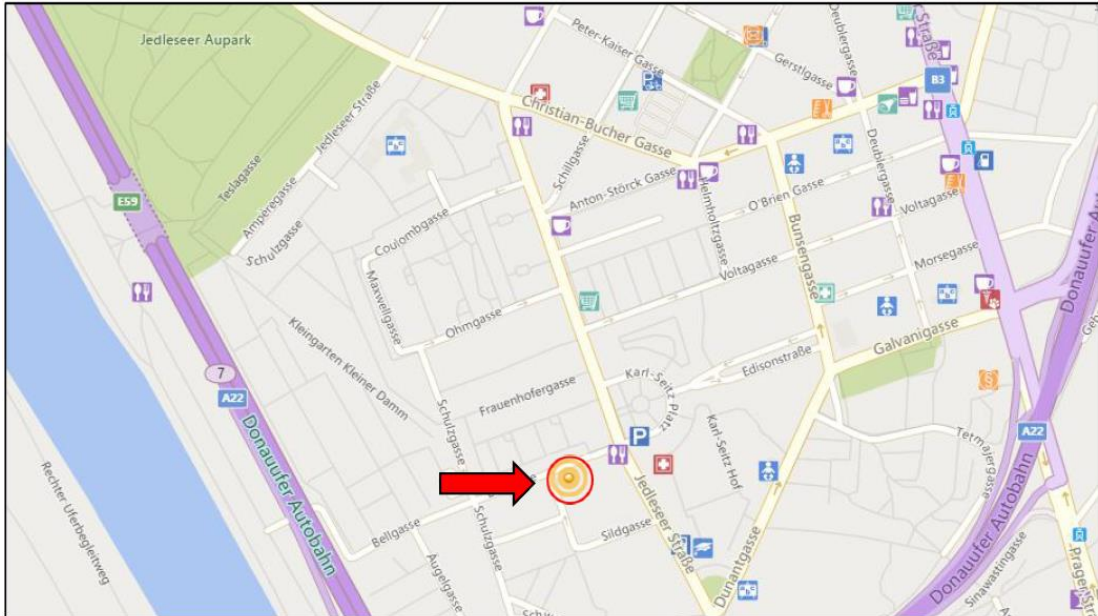 Jedleseer Aupark
Peter-Kaiser Gasse
Gerstlgasse
Deublergasse
Straße
B3
Christian-Bucher Gasse
Jedleseer Straße
Teslagasse
Amperegasse
Schulzgasse
E59
Schillgasse
Anton-Störck Gasse
Helmholtzgasse
O'Brien Gasse
Deublergasse
Voltagasse
Coulombgasse
Bunsengasse
Voltagasse
Morsegasse
Donauufer Autobahn
Maxwellgasse
Ohmgasse
Galvanigasse
Kleingarten Kleiner Damm
7
A22
Edisonstraße
Karl-Seitz Platz
Frauenhofergasse
Schulzgasse
Karl-Seitz Hof
Tetmajergasse
A22
Donauufer Autobahn
P
Rechter Uferbegleitweg
Bellgasse
Augelgasse
Schulzgasse
Sildgasse
Jedleseer Straße
Dunantgasse
Donauufer Autobahn
Sinawastingasse